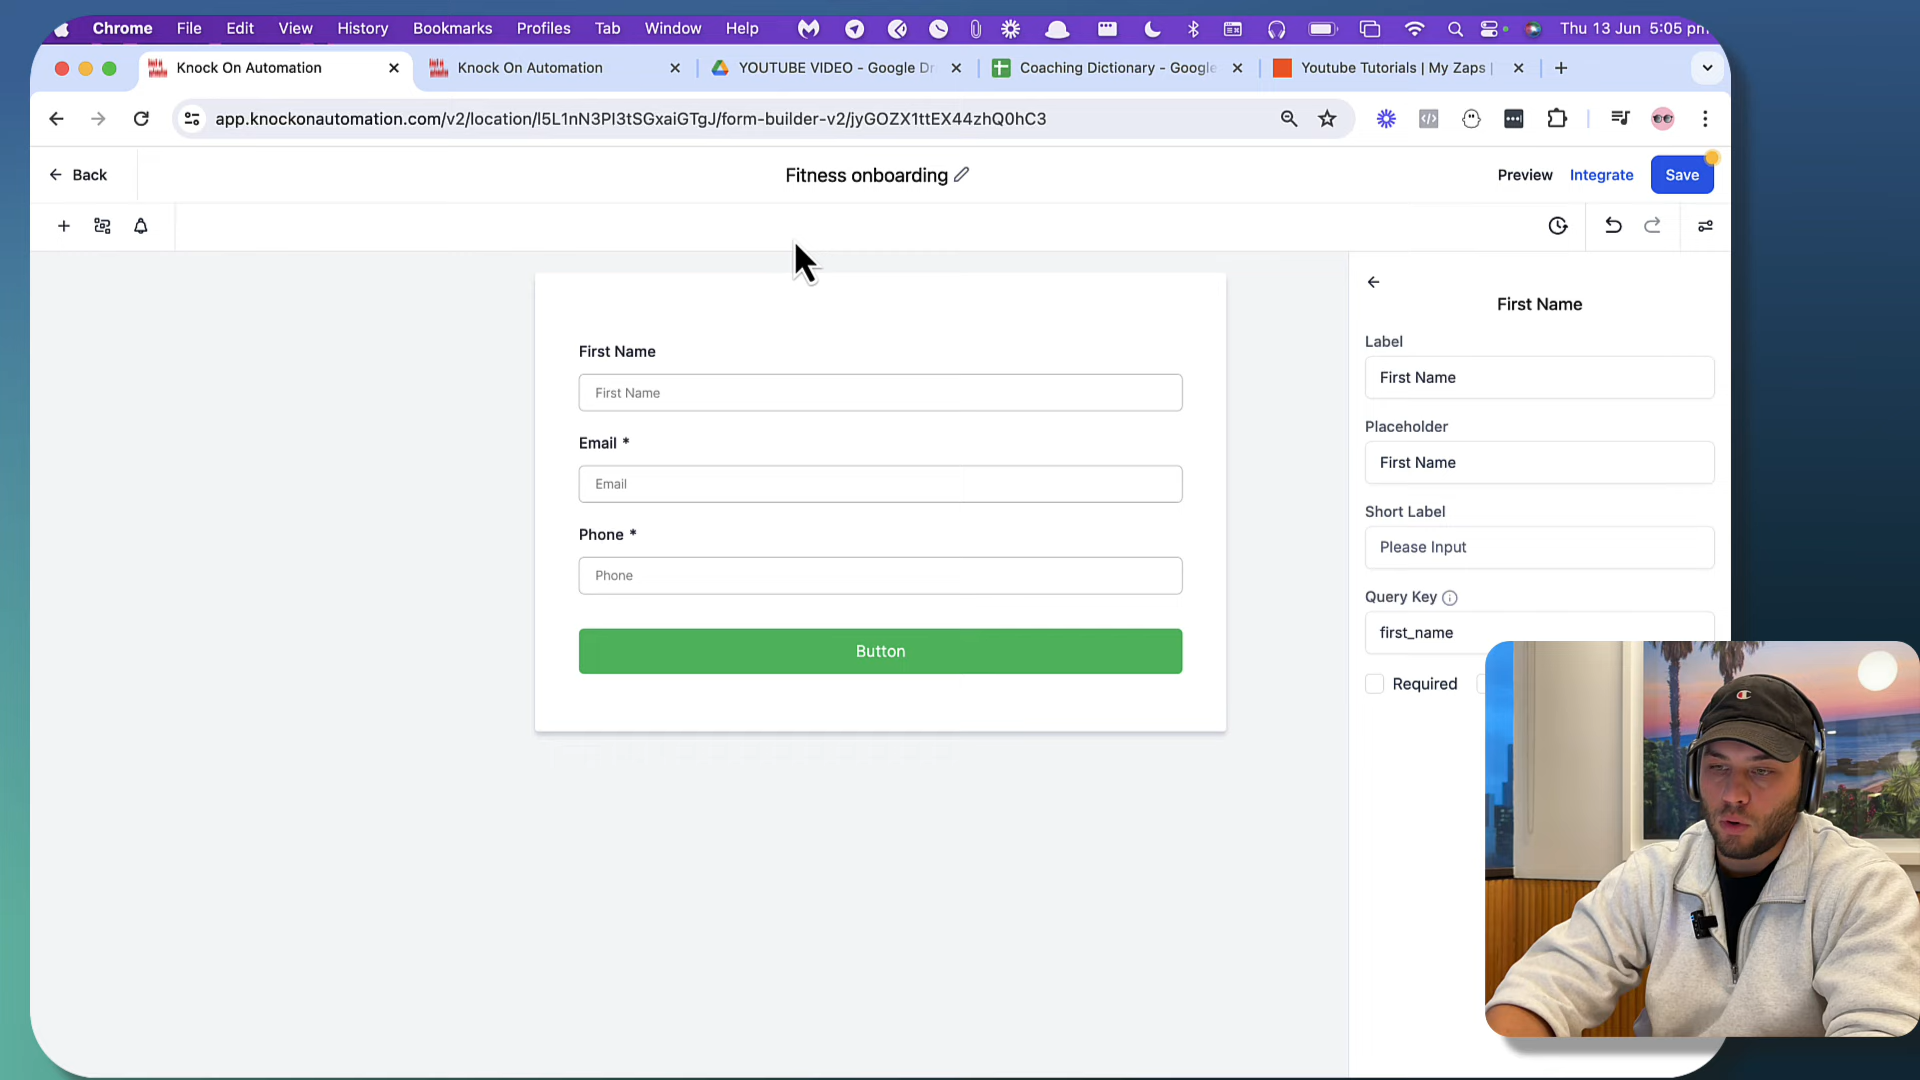 Chrome File Edit View History Bookmarks Profiles Tab Window Help Thu 13 Jun 5:05 pm
Knock On Automation Knock On Automation YOUTUBE VIDEO - Google Dr Coaching Dictionary - Google Youtube Tutorials | My Zaps |
app.knockonautomation.com/v2/location/I5L1nN3PI3tSGxaiGTgJ/form-builder-v2/jyGOZX1ttEX44zhQ0hC3
Back Fitness onboarding Preview Integrate Save
First Name
First Name
Email *
Email
Phone *
Phone
Button
First Name
Label
First Name
Placeholder
First Name
Short Label
Please Input
Query Key
first_name
Required